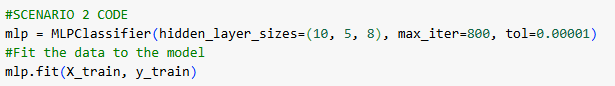 #SCENARIO 2 CODE
mlp = MLPClassifier(hidden_layer_sizes=(10, 5, 8), max_iter=800, tol=0.00001)
#Fit the data to the model
mlp.fit(X_train, y_train)